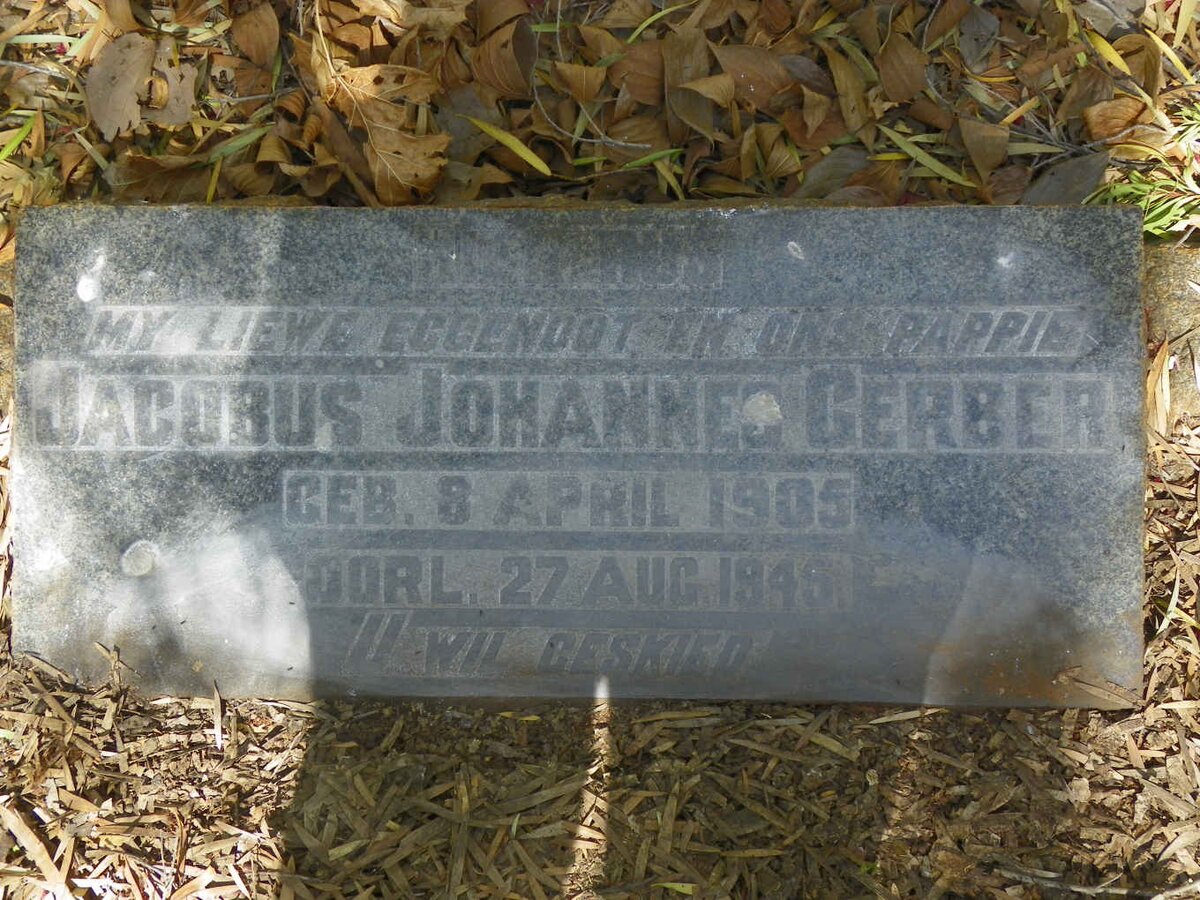 MY LIEWE EGGENOOT EN ONS PAPPIE
JACOBUS JOHANNES GERBER
GEB. 8 APRIL 1905
OORL. 27 AUG. 1945
U WIL GESKIED